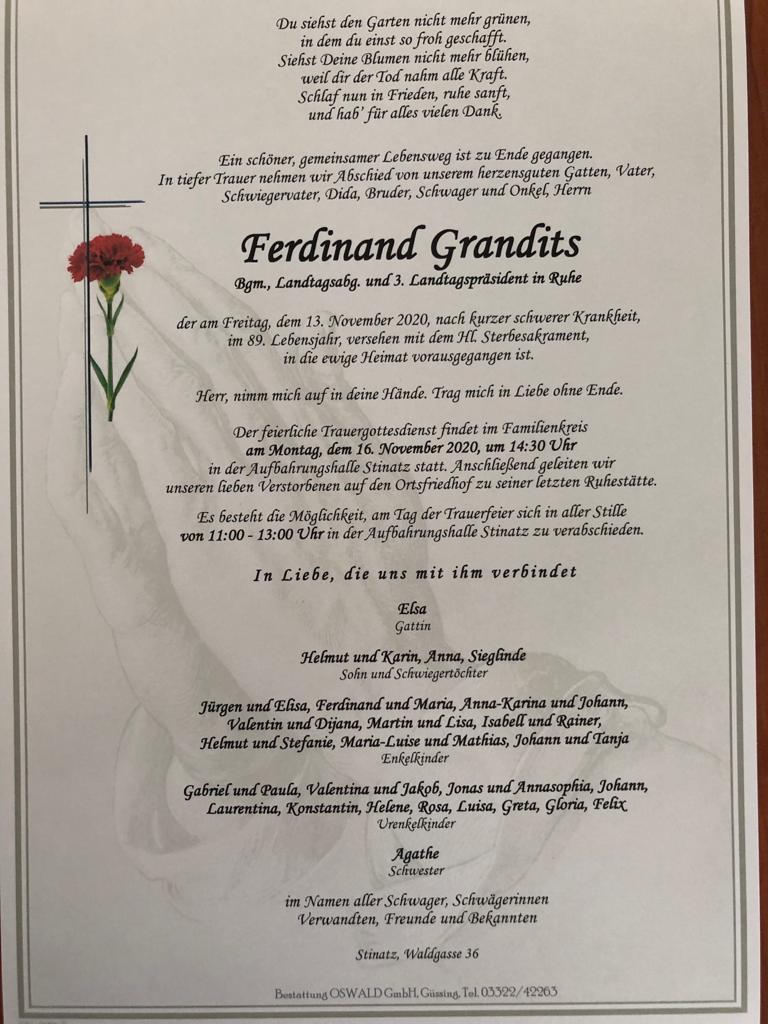 Du siehst den Garten nicht mehr grünen,
in dem du einst so froh geschafft.
Siehst Deine Blumen nicht mehr blühen,
weil dir der Tod nahm alle Kraft.
Schlaf nun in Frieden, ruhe sanft,
und hab' für alles vielen Dank.
Ein schöner, gemeinsamer Lebensweg ist zu Ende gegangen.
In tiefer Trauer nehmen wir Abschied von unserem herzensguten Gatten, Vater,
Schwiegervater, Dida, Bruder, Schwager und Onkel, Herrn
Ferdinand Grandits
Bgm., Landtagsabg. und 3. Landtagspräsident in Ruhe
der am Freitag, dem 13. November 2020, nach kurzer schwerer Krankheit,
im 89. Lebensjahr, versehen mit dem Hl. Sterbesakrament,
in die ewige Heimat vorausgegangen ist.
Herr, nimm mich auf in deine Hände. Trag mich in Liebe ohne Ende.
Der feierliche Trauergottesdienst findet im Familienkreis
am Montag, dem 16. November 2020, um 14:30 Uhr
in der Aufbahrungshalle Stinatz statt. Anschließend geleiten wir
unseren lieben Verstorbenen auf den Ortsfriedhof zu seiner letzten Ruhestätte.
Es besteht die Möglichkeit, am Tag der Trauerfeier sich in aller Stille
von 11:00 - 13:00 Uhr in der Aufbahrungshalle Stinatz zu verabschieden.
In Liebe, die uns mit ihm verbindet
Elsa
Gattin
Helmut und Karin, Anna, Sieglinde
Sohn und Schwiegertöchter
Jürgen und Elisa, Ferdinand und Maria, Anna-Karina und Johann,
Valentin und Dijana, Martin und Lisa, Isabell und Rainer,
Helmut und Stefanie, Maria-Luise und Mathias, Johann und Tanja
Enkelkinder
Gabriel und Paula, Valentina und Jakob, Jonas und Annasophia, Johann,
Laurentina, Konstantin, Helene, Rosa, Luisa, Greta, Gloria, Felix
Urenkelkinder
Agathe
Schwester
im Namen aller Schwager, Schwägerinnen
Verwandten, Freunde und Bekannten
Stinatz, Waldgasse 36
Bestattung OSWALD GmbH, Güssing, Tel. 03322/42263